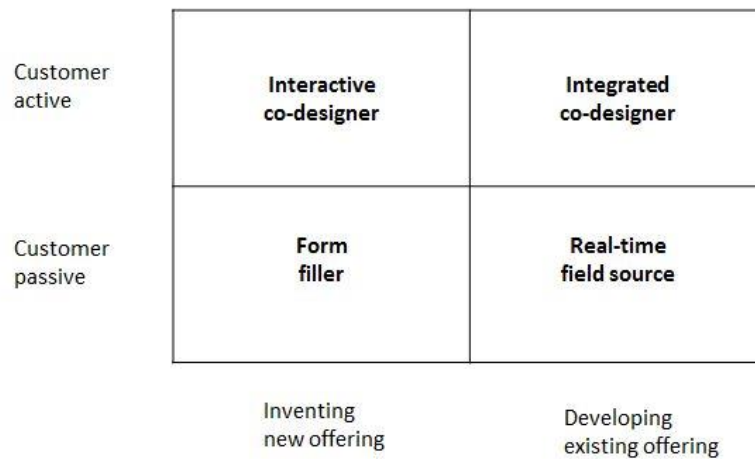 Customer
active
Interactive
co-designer
Integrated
co-designer
Customer
passive
Form
filler
Real-time
field source
Inventing
new offering
Developing
existing offering